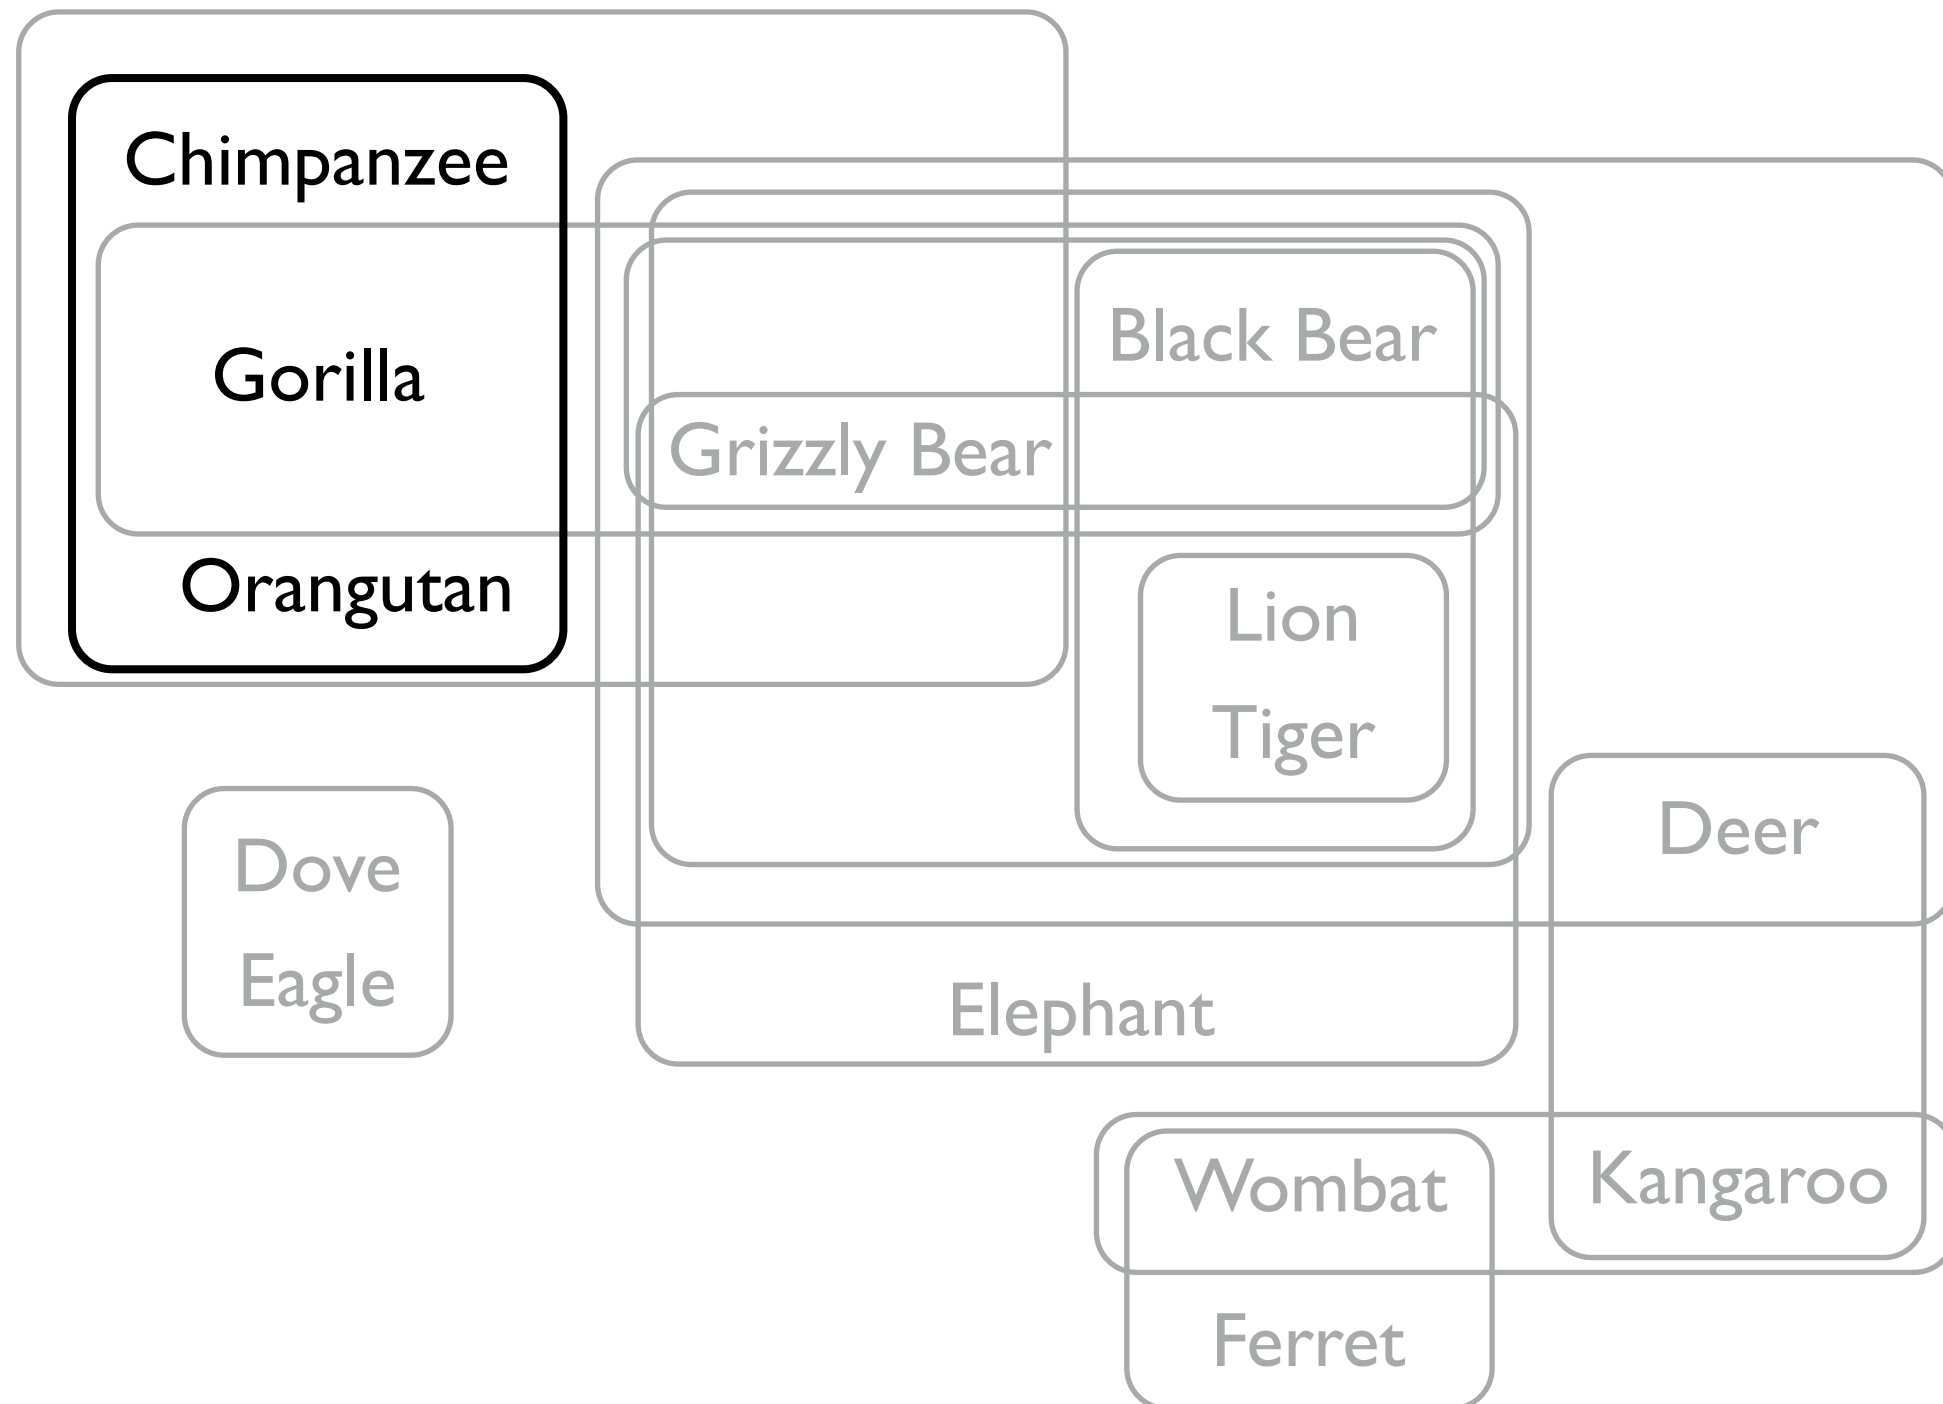 Chimpanzee
Black Bear
Gorilla
Grizzly Bear
Orangutan
Lion
Tiger
Deer
Dove
Eagle
Elephant
Wombat
Kangaroo
Ferret